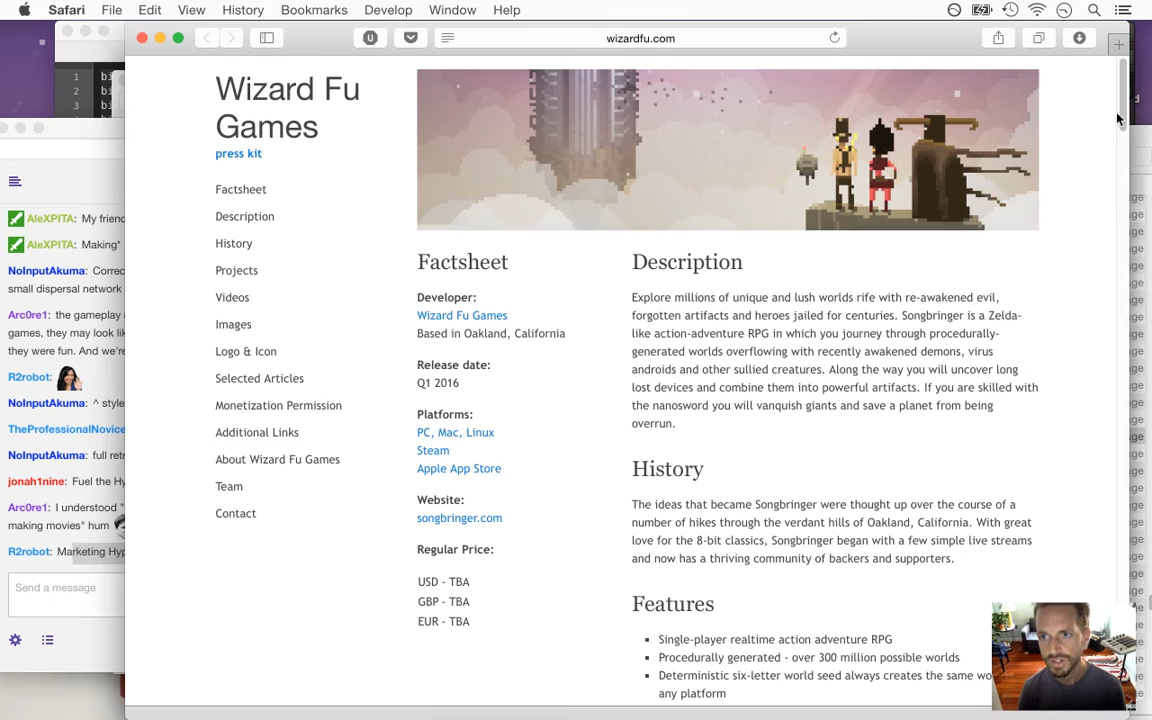 Safari File Edit View History Bookmarks Develop Window Help
wizardfu.com
1
2
3
bi
bi
bi
AleXPITA: My friend
AleXPITA: Making*
NoInputAkuma: Correc
small dispersal network
Arc0re1: the gameplay
games, they may look lik
they were fun. And we're
R2robot:
NoInputAkuma: ^ style
TheProfessionalNovice
NoInputAkuma: full retr
jonah1nine: Fuel the Hy
Arc0re1: I understood "
making movies" hum
R2robot: Marketing Hyp
Send a message
Wizard Fu
Games
press kit
Factsheet
Description
History
Projects
Videos
Images
Logo & Icon
Selected Articles
Monetization Permission
Additional Links
About Wizard Fu Games
Team
Contact
Factsheet
Developer:
Wizard Fu Games
Based in Oakland, California
Release date:
Q1 2016
Platforms:
PC, Mac, Linux
Steam
Apple App Store
Website:
songbringer.com
Regular Price:
USD - TBA
GBP - TBA
EUR - TBA
Description
Explore millions of unique and lush worlds rife with re-awakened evil,
forgotten artifacts and heroes jailed for centuries. Songbringer is a Zelda-
like action-adventure RPG in which you journey through procedurally-
generated worlds overflowing with recently awakened demons, virus
androids and other sullied creatures. Along the way you will uncover long
lost devices and combine them into powerful artifacts. If you are skilled with
the nanosword you will vanquish giants and save a planet from being
overrun.
History
The ideas that became Songbringer were thought up over the course of a
number of hikes through the verdant hills of Oakland, California. With great
love for the 8-bit classics, Songbringer began with a few simple live streams
and now has a thriving community of backers and supporters.
Features
Single-player realtime action adventure RPG
Procedurally generated - over 300 million possible worlds
Deterministic six-letter world seed always creates the same wo
any platform